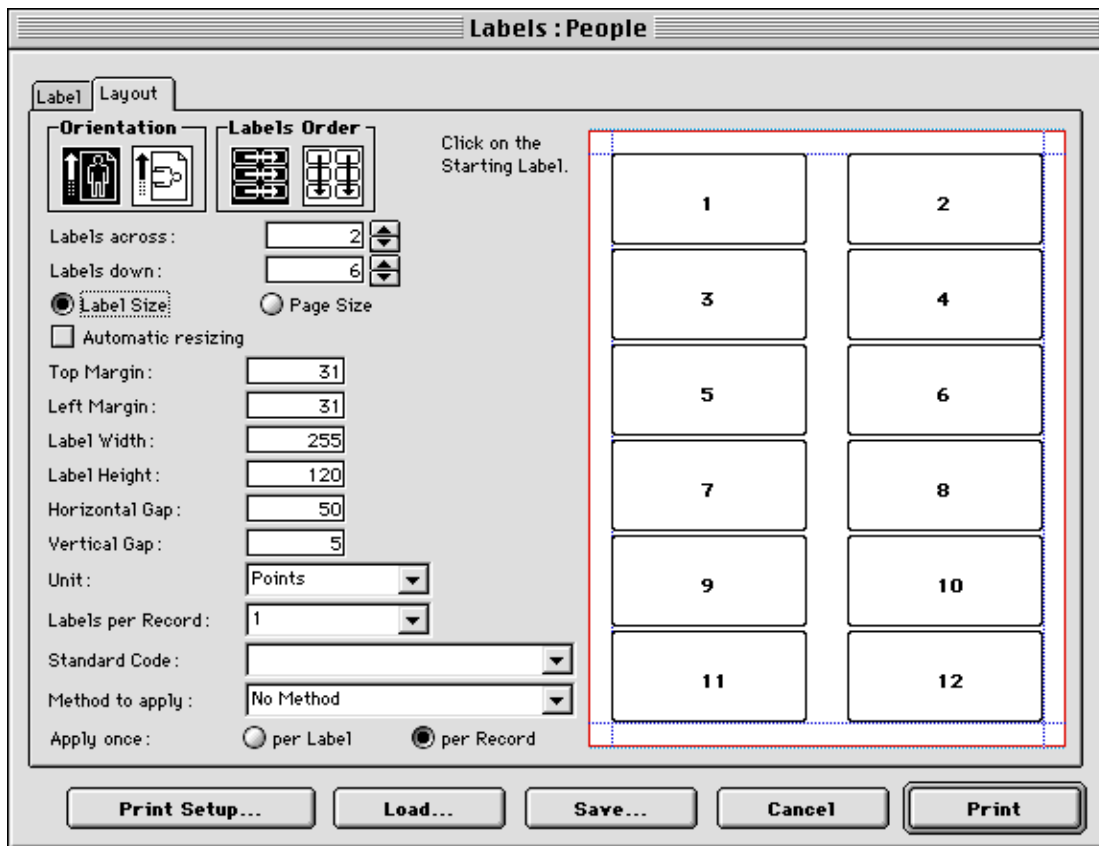 Labels : People
Label
Layout
Orientation
Labels Order
Click on the
Starting Label.
Labels across : 2
Labels down : 6
Label Size
Page Size
Automatic resizing
Top Margin : 31
Left Margin : 31
Label Width : 255
Label Height : 120
Horizontal Gap : 50
Vertical Gap : 5
Unit : Points
Labels per Record : 1
Standard Code :
Method to apply : No Method
Apply once : per Label per Record
1 2
3 4
5 6
7 8
9 10
11 12
Print Setup... Load... Save... Cancel Print